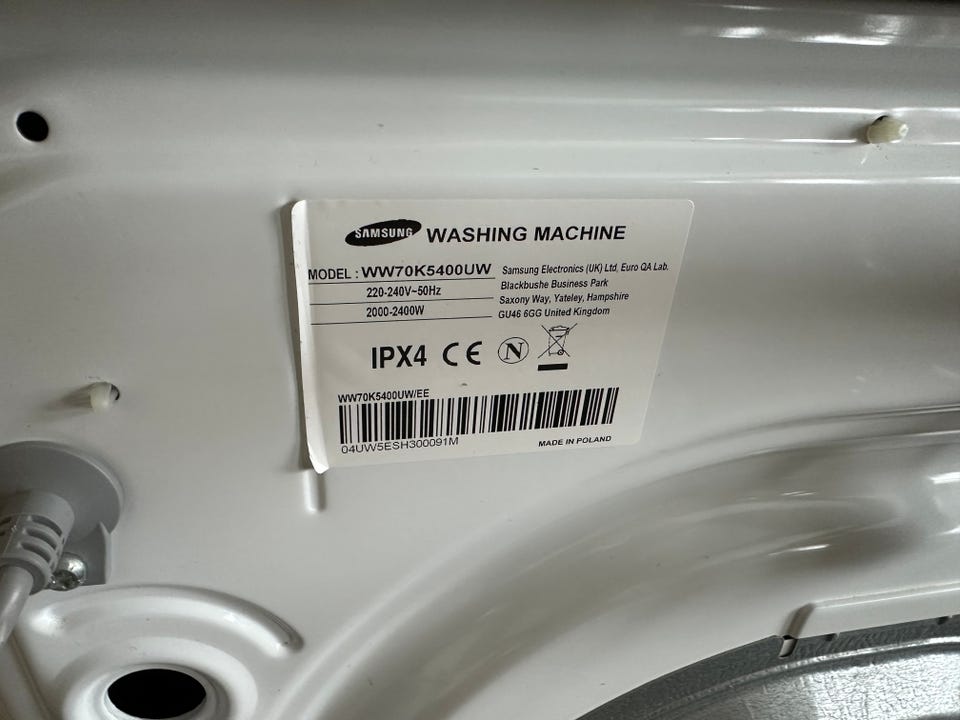 SAMSUNG WASHING MACHINE
MODEL : WW70K5400UW
220-240V~50Hz
2000-2400W
Samsung Electronics (UK) Ltd, Euro QA Lab.
Blackbushe Business Park
Saxony Way, Yateley, Hampshire
GU46 6GG United Kingdom
IPX4 CE N
WW70K5400UW/EE
04UW5ESH300091M
MADE IN POLAND